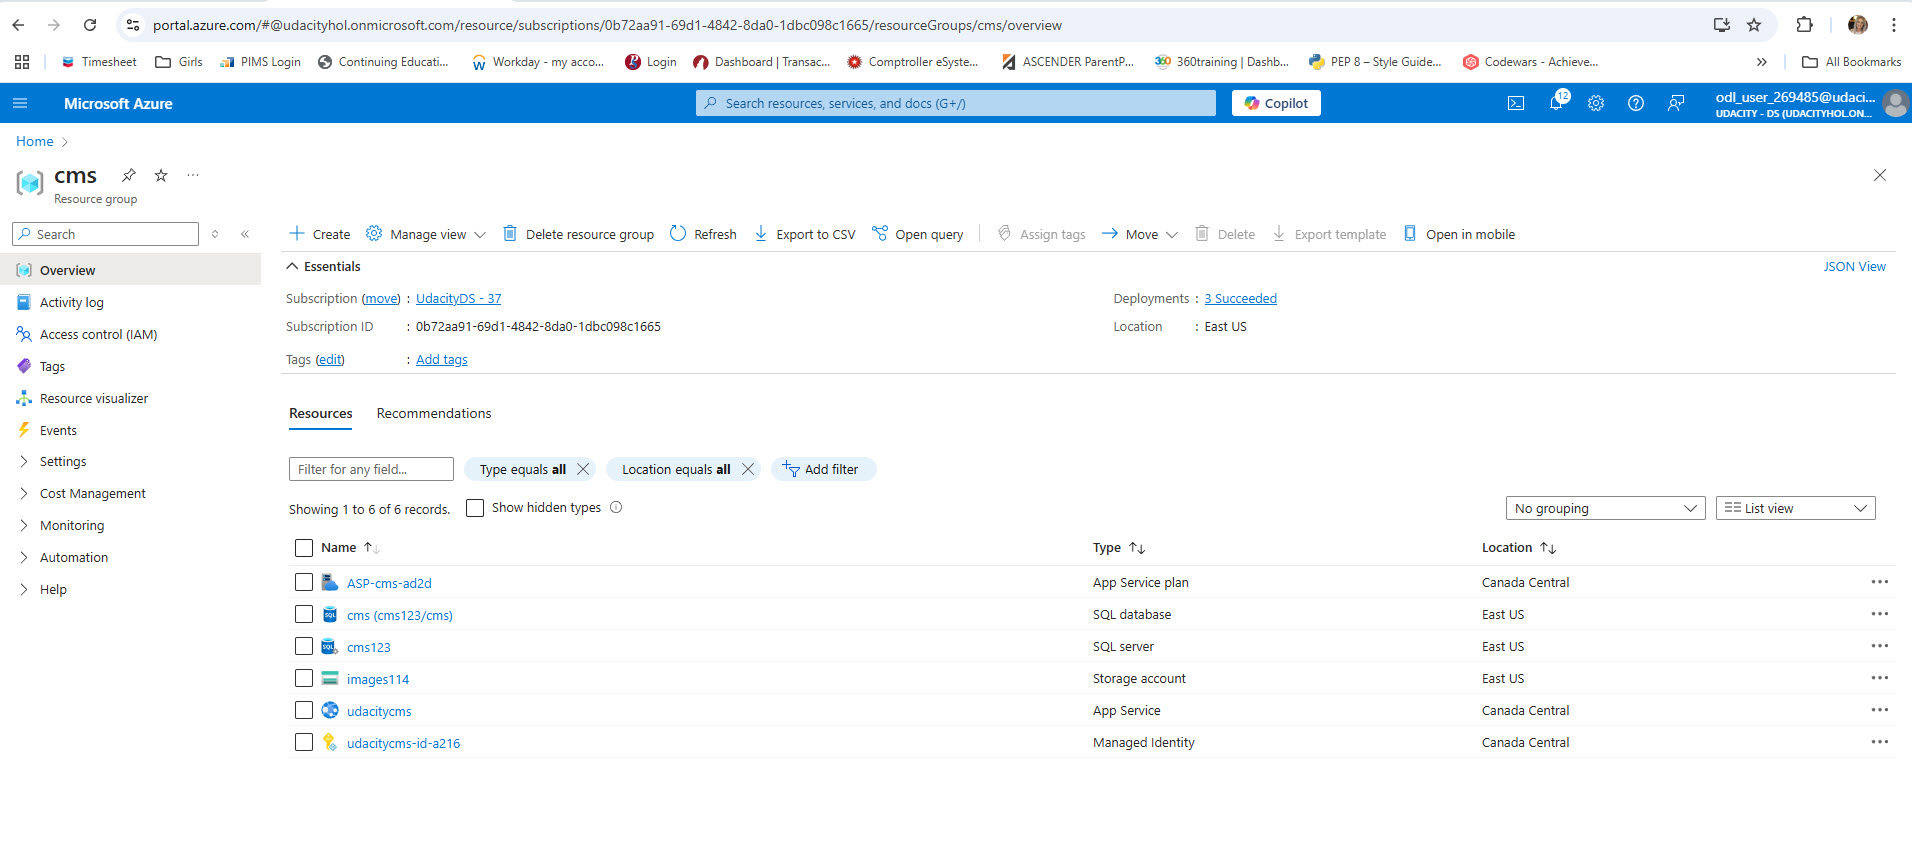 portal.azure.com/#@udacityhol.onmicrosoft.com/resource/subscriptions/0b72aa91-69d1-4842-8da0-1dbc098c1665/resourceGroups/cms/overview
Timesheet Girls PIMS Login Continuing Educati... Workday - my acco... Login Dashboard | Transac... Comptroller eSyste... ASCENDER ParentP... 360training | Dashb... PEP 8 – Style Guide... Codewars - Achieve... » All Bookmarks
Microsoft Azure Search resources, services, and docs (G+/) Copilot 12 odl_user_269485@udaci...
UDACITY - DS (UDACITYHOL.ON...
Home >
cms ...
Resource group
Search «
Create Manage view Delete resource group Refresh Export to CSV Open query Assign tags Move Delete Export template Open in mobile
Overview
Activity log
Access control (IAM)
Tags
Resource visualizer
Events
Settings
Cost Management
Monitoring
Automation
Help
Essentials JSON View
Subscription (move) : UdacityDS - 37 Deployments : 3 Succeeded
Subscription ID : 0b72aa91-69d1-4842-8da0-1dbc098c1665 Location : East US
Tags (edit) : Add tags
Resources Recommendations
Filter for any field... Type equals all Location equals all Add filter
Showing 1 to 6 of 6 records. Show hidden types No grouping List view
Name Type Location
ASP-cms-ad2d App Service plan Canada Central ...
SQL cms (cms123/cms) SQL database East US ...
SQL cms123 SQL server East US ...
images114 Storage account East US ...
udacitycms App Service Canada Central ...
udacitycms-id-a216 Managed Identity Canada Central ...